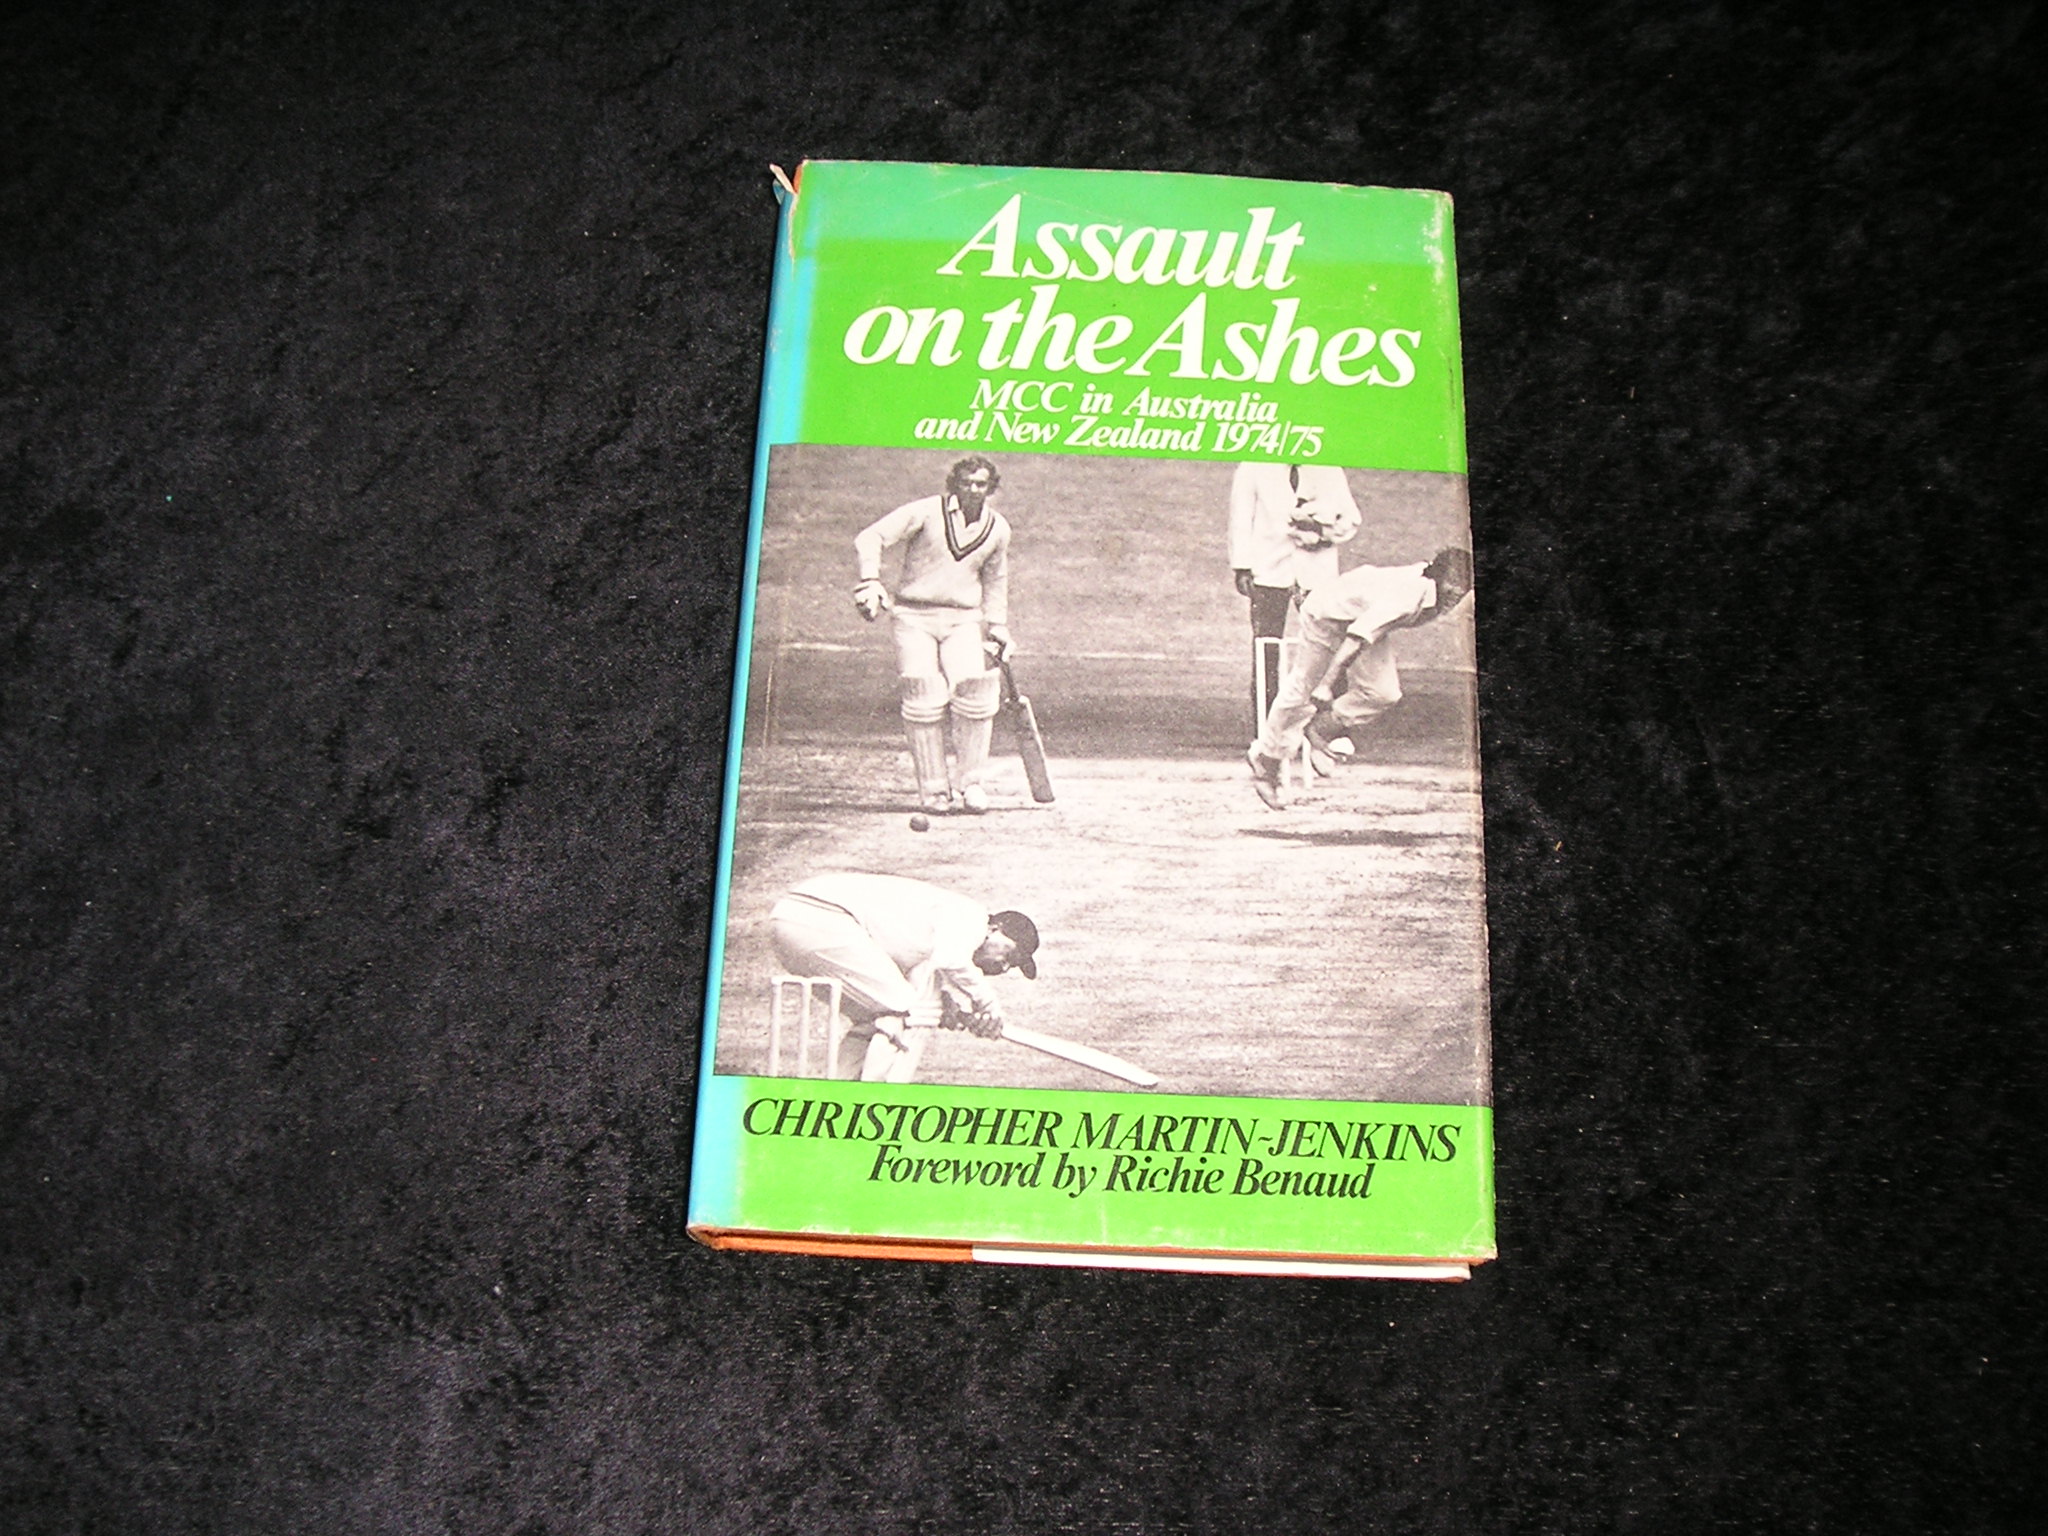 Assault
on the Ashes
MCC in Australia
and New Zealand 1974/75
CHRISTOPHER MARTIN-JENKINS
Foreword by Richie Benaud